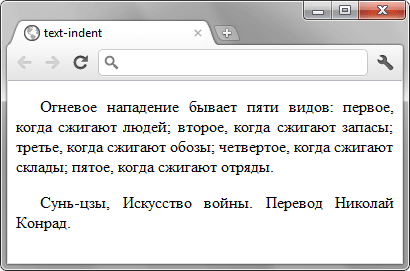 text-indent
Огневое нападение бывает пяти видов: первое,
когда сжигают людей; второе, когда сжигают запасы;
третье, когда сжигают обозы; четвертое, когда сжигают
склады; пятое, когда сжигают отряды.
Сунь-цзы, Искусство войны. Перевод Николай
Конрад.